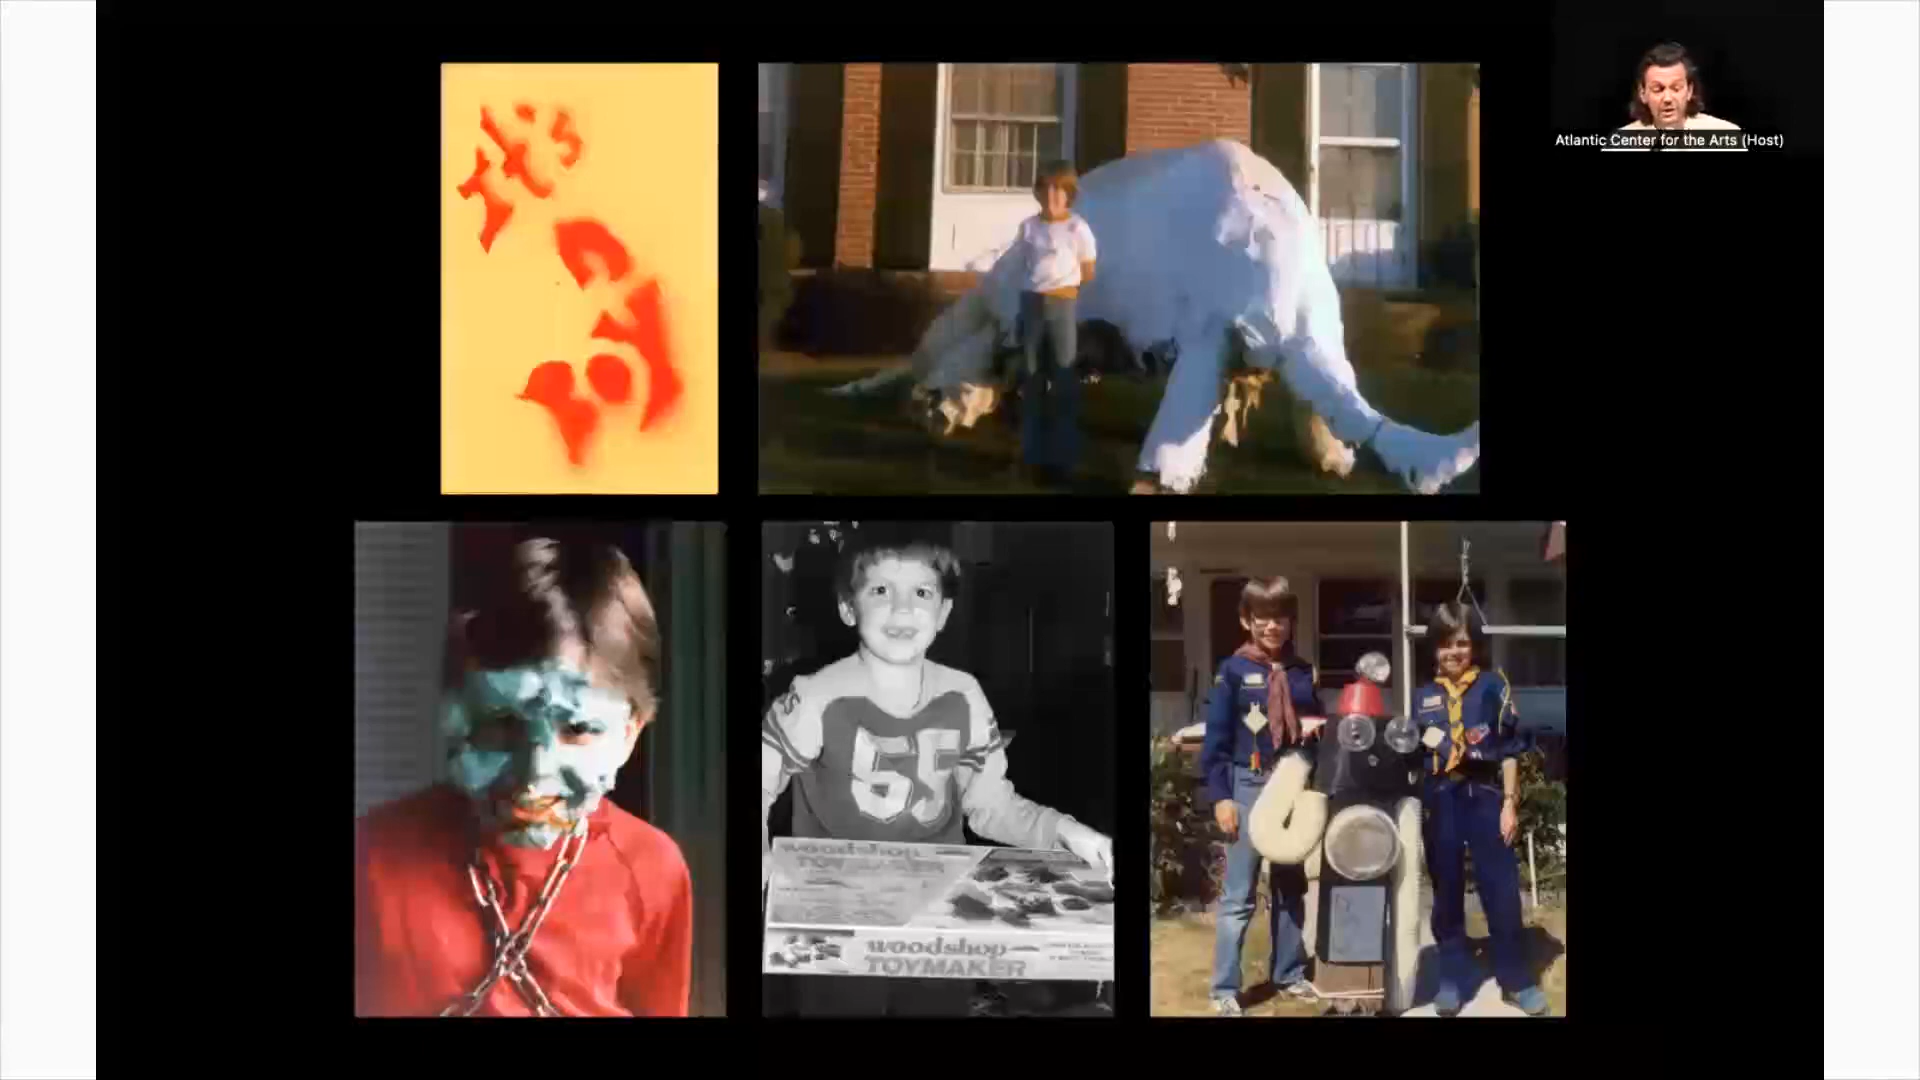 It's
a
Boy
Atlantic Center for the Arts (Host)
55
woodshop
TOYMAKER
woodshop
TOYMAKER